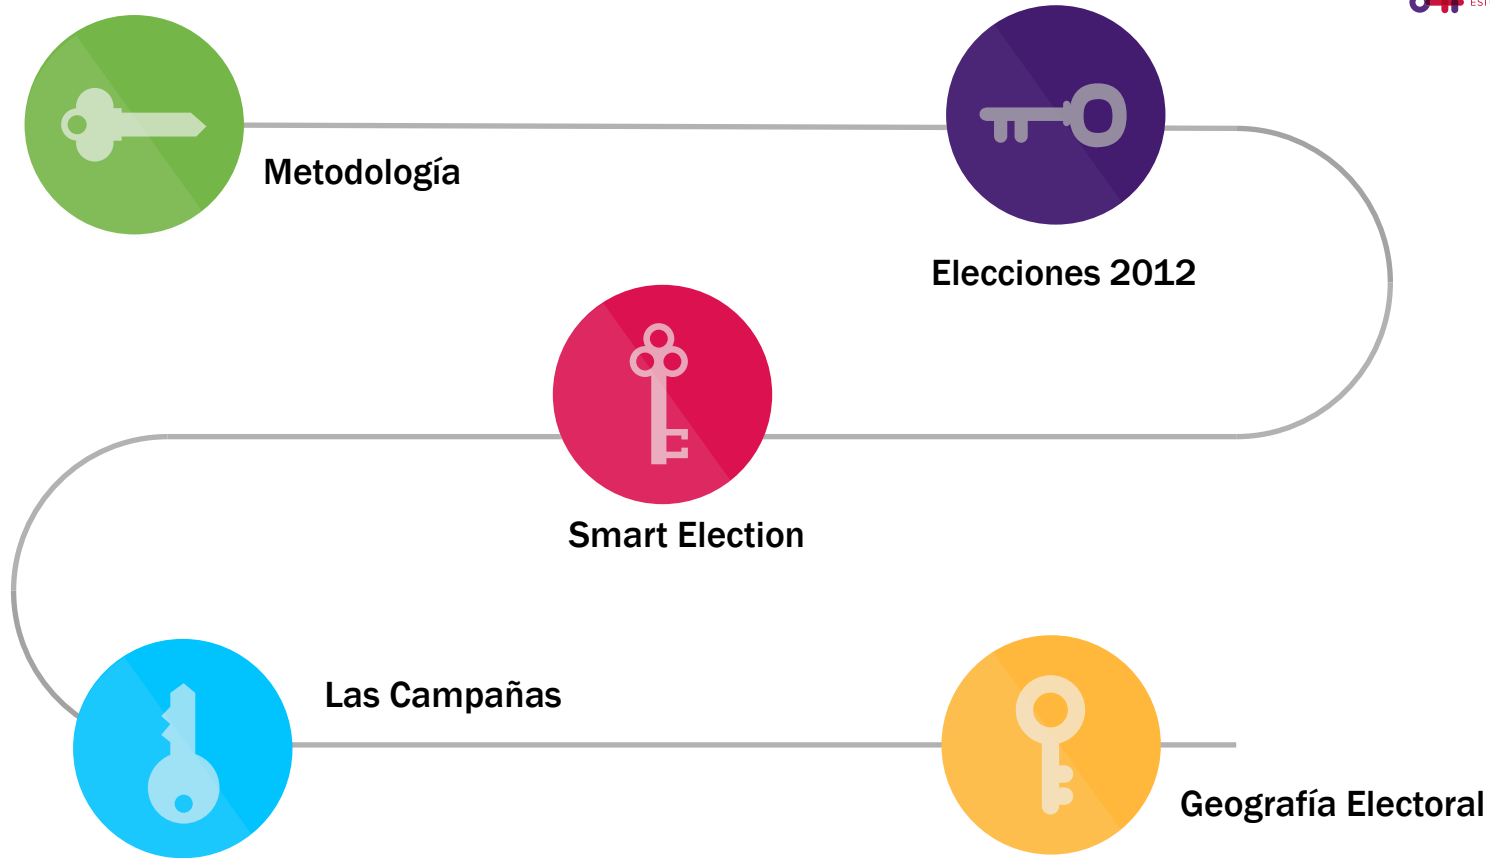 Metodología
Elecciones 2012
Smart Election
Las Campañas
Geografía Electoral